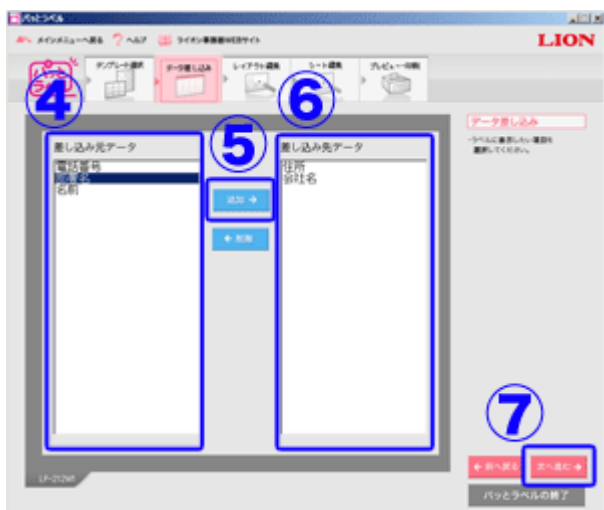 パッとラベル
メインメニューへ戻る ? ヘルプ ライオン事務器WEBサイト
LION
パッと
テンプレート選択
データ差し込み
レイアウト編集
シート編集
プレビュー・印刷
④
⑥
データ差し込み
・ラベルに表示したい項目を
選択してください。
⑤
差し込み元データ
電話番号
名前
追加 →
← 削除
差し込み先データ
住所
会社名
⑦
← 前へ戻る
次へ進む →
パッとラベルの終了